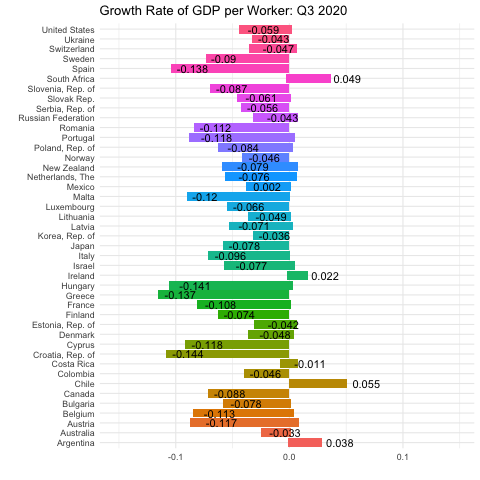 Growth Rate of GDP per Worker: Q3 2020
United States -0.059
Ukraine -0.043
Switzerland -0.047
Sweden -0.09
Spain -0.138
South Africa 0.049
Slovenia, Rep. of -0.087
Slovak Rep. -0.061
Serbia, Rep. of -0.056
Russian Federation -0.043
Romania -0.112
Portugal -0.118
Poland, Rep. of -0.084
Norway -0.046
New Zealand -0.079
Netherlands, The -0.076
Mexico 0.002
Malta -0.12
Luxembourg -0.066
Lithuania -0.049
Latvia -0.071
Korea, Rep. of -0.036
Japan -0.078
Italy -0.096
Israel -0.077
Ireland 0.022
Hungary -0.141
Greece -0.137
France -0.108
Finland -0.074
Estonia, Rep. of -0.042
Denmark -0.048
Cyprus -0.118
Croatia, Rep. of -0.144
Costa Rica -0.011
Colombia -0.046
Chile 0.055
Canada -0.088
Bulgaria -0.078
Belgium -0.113
Austria -0.117
Australia -0.033
Argentina 0.038
-0.1 0.0 0.1